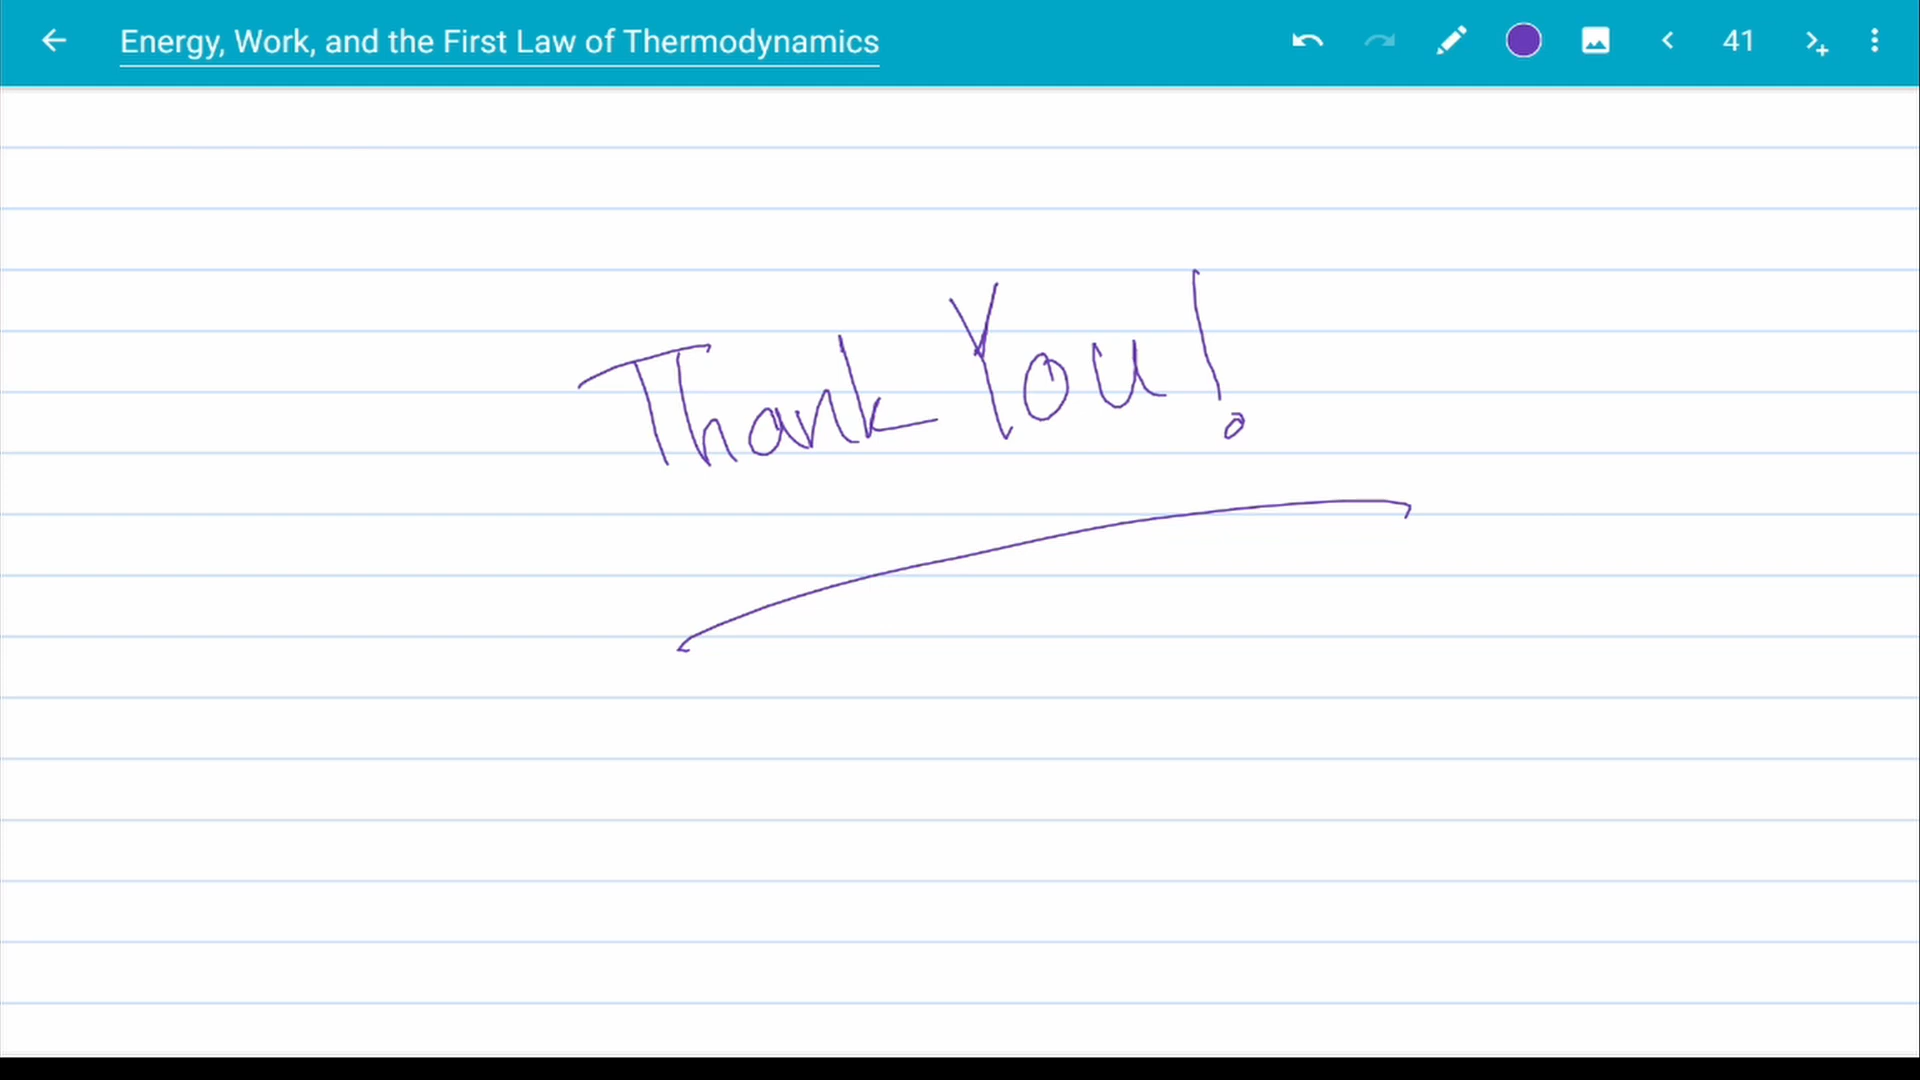 Energy, Work, and the First Law of Thermodynamics 41
Thank You!